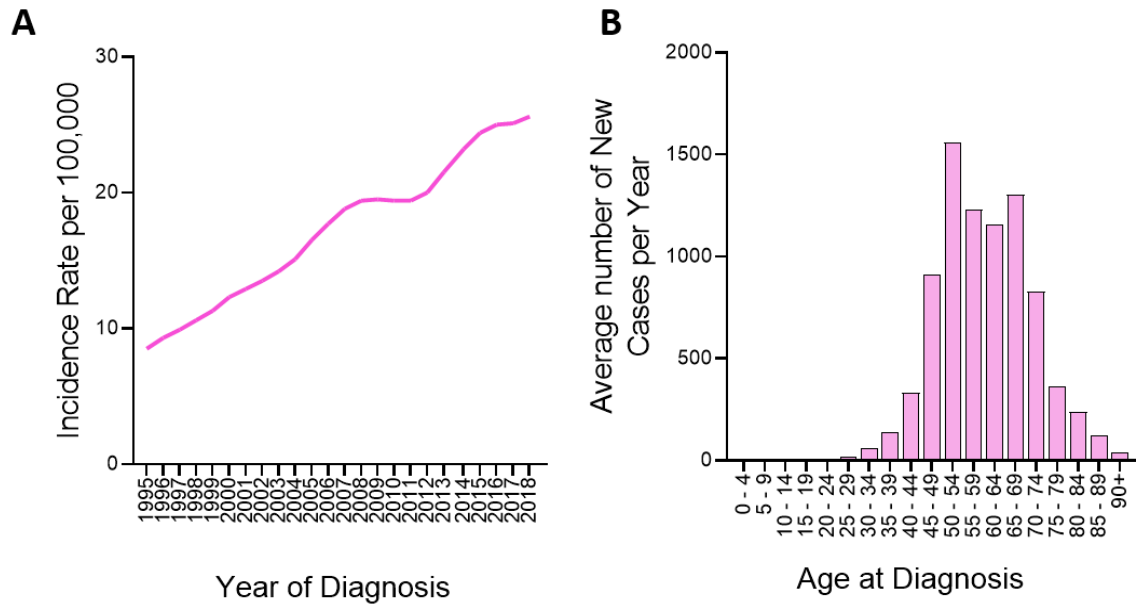 A
Incidence Rate per 100,000
30
20
10
0
1995
1996
1997
1998
1999
2000
2001
2002
2003
2004
2005
2006
2007
2008
2009
2010
2011
2012
2013
2014
2015
2016
2017
2018
Year of Diagnosis
B
Average number of New
Cases per Year
2000
1500
1000
500
0
0 - 4
5 - 9
10 - 14
15 - 19
20 - 24
25 - 29
30 - 34
35 - 39
40 - 44
45 - 49
50 - 54
55 - 59
60 - 64
65 - 69
70 - 74
75 - 79
80 - 84
85 - 89
90+
Age at Diagnosis